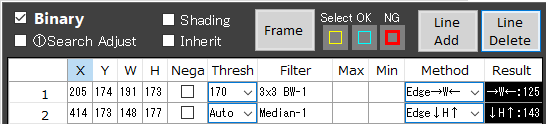 Binary Shading Frame Select OK NG Line Add Line Delete
①Search Adjust Inherit
X Y W H Nega Thresh Filter Max Min Method Result
1 205 174 191 173 170 3x3 BW-1 Edge→W← →W←:125
2 414 173 148 177 Auto Median-1 Edge↓H↑ ↓H↑:143